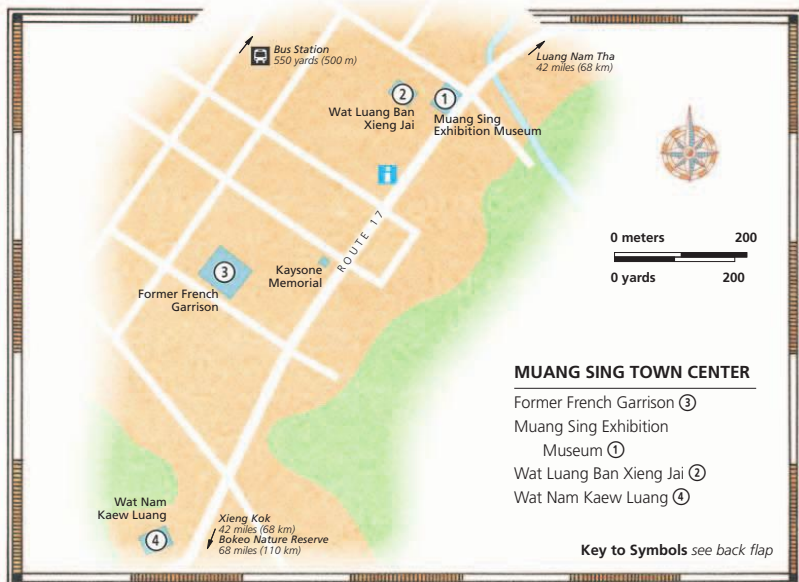 Bus Station
550 yards (500 m)
Luang Nam Tha
42 miles (68 km)
2
1
Wat Luang Ban
Xieng Jai
Muang Sing
Exhibition Museum
i
ROUTE 17
0 meters 200
0 yards 200
3
Kaysone
Memorial
Former French
Garrison
MUANG SING TOWN CENTER
Former French Garrison 3
Muang Sing Exhibition
Museum 1
Wat Luang Ban Xieng Jai 2
Wat Nam Kaew Luang 4
Wat Nam
Kaew Luang
4
Xieng Kok
42 miles (68 km)
Bokeo Nature Reserve
68 miles (110 km)
Key to Symbols see back flap